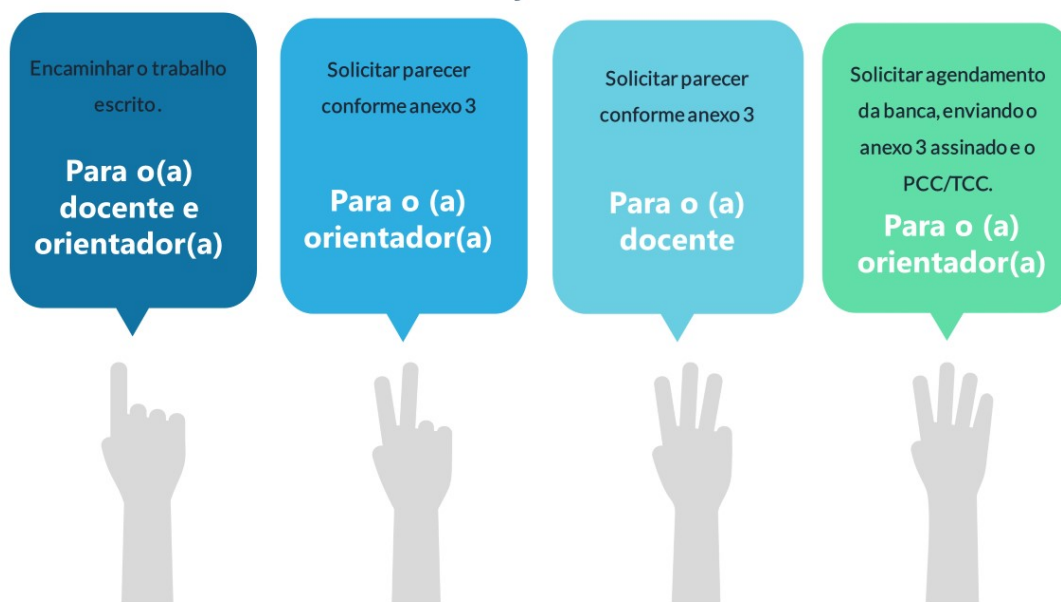 Encaminhar o trabalho
escrito.
Para o(a)
docente e
orientador(a)
Solicitar parecer
conforme anexo 3
Para o (a)
orientador(a)
Solicitar parecer
conforme anexo 3
Para o (a)
docente
Solicitar agendamento
da banca, enviando o
anexo 3 assinado e o
PCC/TCC.
Para o (a)
orientador(a)